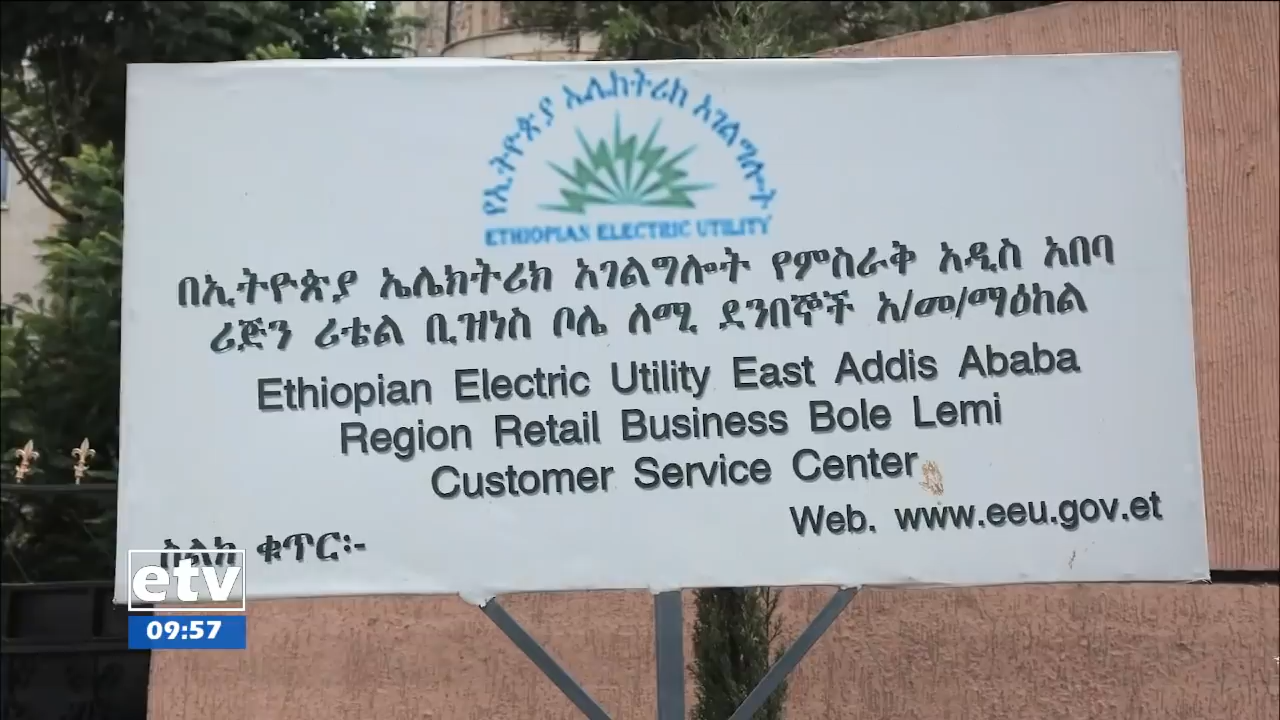 የኢትዮጵያ ኤሌክትሪክ አገልግሎት
ETHIOPIAN ELECTRIC UTILITY
በኢትዮጵያ ኤሌክትሪክ አገልግሎት የምስራቅ አዲስ አበባ
ሪጅን ሪቴል ቢዝነስ ቦሌ ለሚ ደንበኞች አ/መ/ማዕከል
Ethiopian Electric Utility East Addis Ababa
Region Retail Business Bole Lemi
Customer Service Center
Web. www.eeu.gov.et
ስልክ ቁጥር፡-
etv
09:57